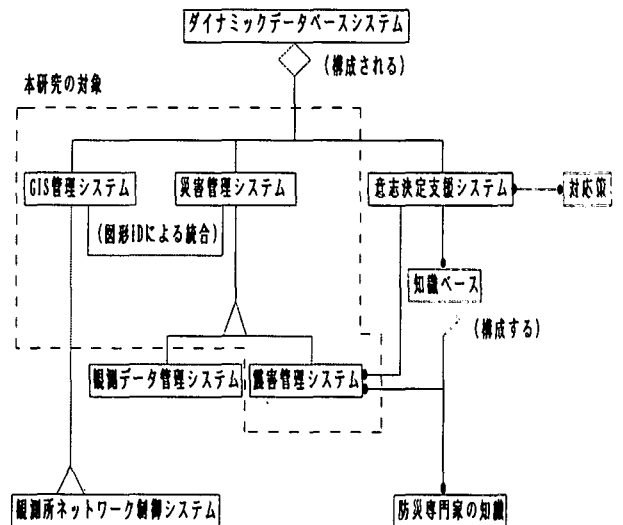 ダイナミックデータベースシステム
(構成される)
本研究の対象
GIS管理システム
災害管理システム
意志決定支援システム
対応策
(図形IDによる統合)
知識ベース
(構成する)
観測データ管理システム
震害管理システム
観測所ネットワーク制御システム
防災専門家の知識